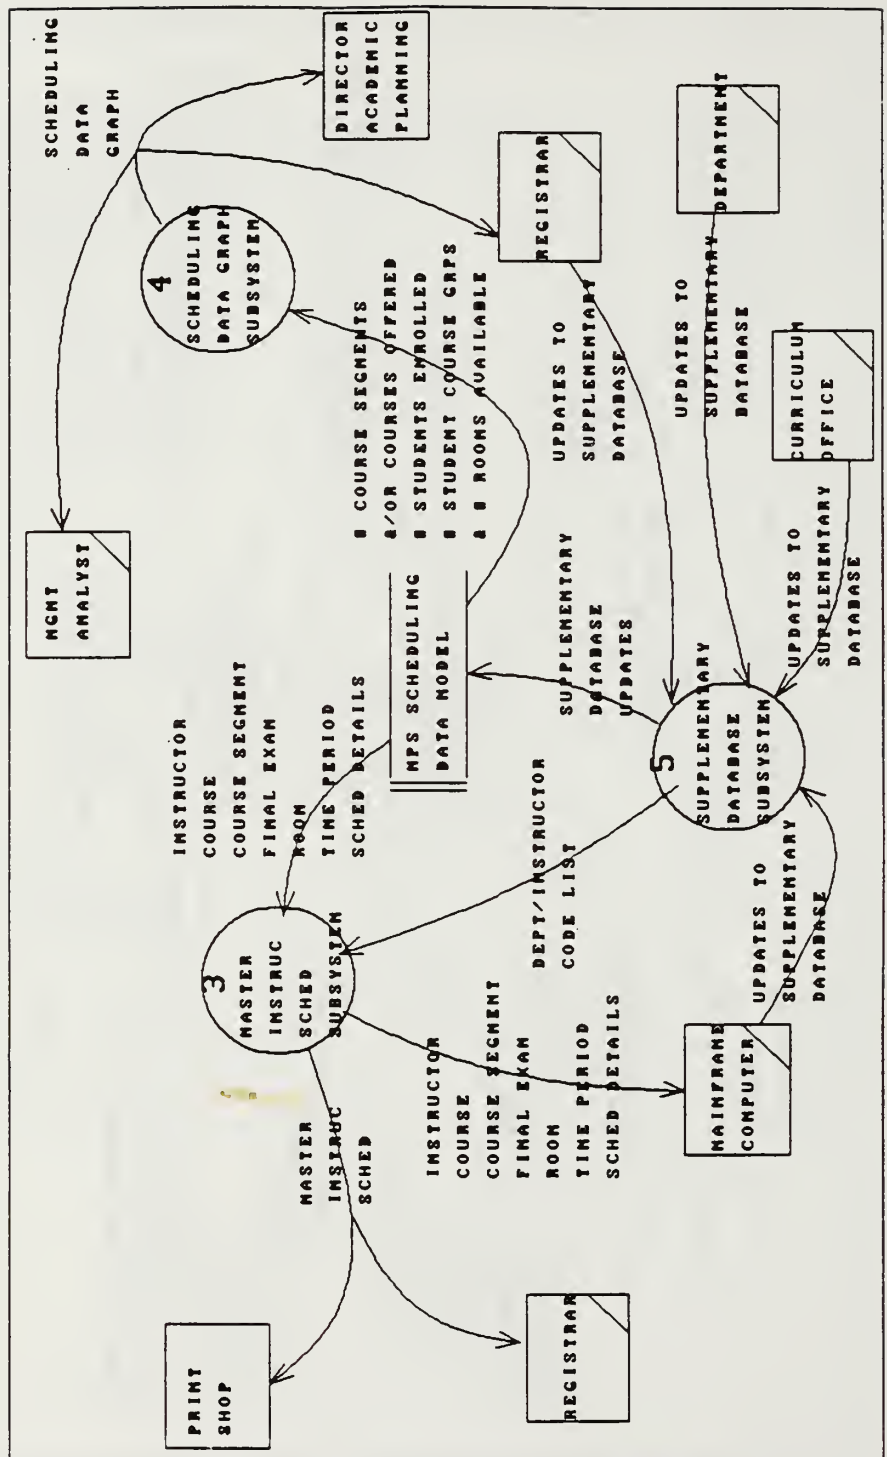 PRINT
SHOP
MASTER
INSTRUC
SCHED
3
MASTER
INSTRUC
SCHED
SUBSYSTEM
INSTRUCTOR
COURSE
COURSE SEGMENT
FINAL EXAM
ROOM
TIME PERIOD
SCHED DETAILS
MGMT
ANALYST
4
SCHEDULING
DATA GRAPH
SUBSYSTEM
SCHEDULING
DATA
GRAPH
DIRECTOR
ACADEMIC
PLANNING
REGISTRAR
INSTRUCTOR
COURSE
COURSE SEGMENT
FINAL EXAM
ROOM
TIME PERIOD
SCHED DETAILS
DEPT/INSTRUCTOR
CODE LIST
NPS SCHEDULING
DATA MODEL
# COURSE SEGMENTS
&/OR COURSES OFFERED
# STUDENTS ENROLLED
# STUDENT COURSE GRPS
& # ROOMS AVAILABLE
REGISTRAR
MAINFRAME
COMPUTER
UPDATES TO
SUPPLEMENTARY
DATABASE
5
SUPPLEMENTARY
DATABASE
SUBSYSTEM
SUPPLEMENTARY
DATABASE
UPDATES
UPDATES TO
SUPPLEMENTARY
DATABASE
UPDATES TO
SUPPLEMENTARY
DATABASE
DEPARTMENT
UPDATES TO
SUPPLEMENTARY
DATABASE
CURRICULUM
OFFICE